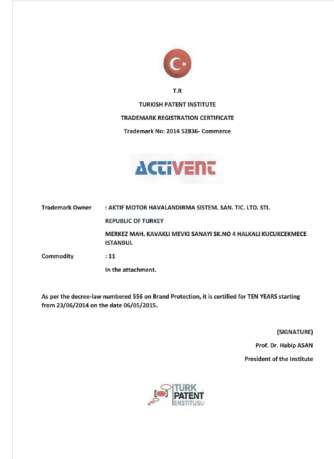 T.R
TURKISH PATENT INSTITUTE
TRADEMARK REGISTRATION CERTIFICATE
Trademark No: 2014 52836- Commerce
ACTiVENT
Trademark Owner : AKTIF MOTOR HAVALANDIRMA SISTEM. SAN. TIC. LTD. STI.
REPUBLIC OF TURKEY
MERKEZ MAH. KAVAKLI MEVKI SANAYI SK.NO 4 HALKALI KUCUKCEKMECE
ISTANBUL
Commodity : 11
In the attachment.
As per the decree-law numbered 556 on Brand Protection, it is certified for TEN YEARS starting
from 23/06/2014 on the date 06/05/2015.
(SIGNATURE)
Prof. Dr. Habip ASAN
President of the Institute
TURK
PATENT
ENSTITUSU